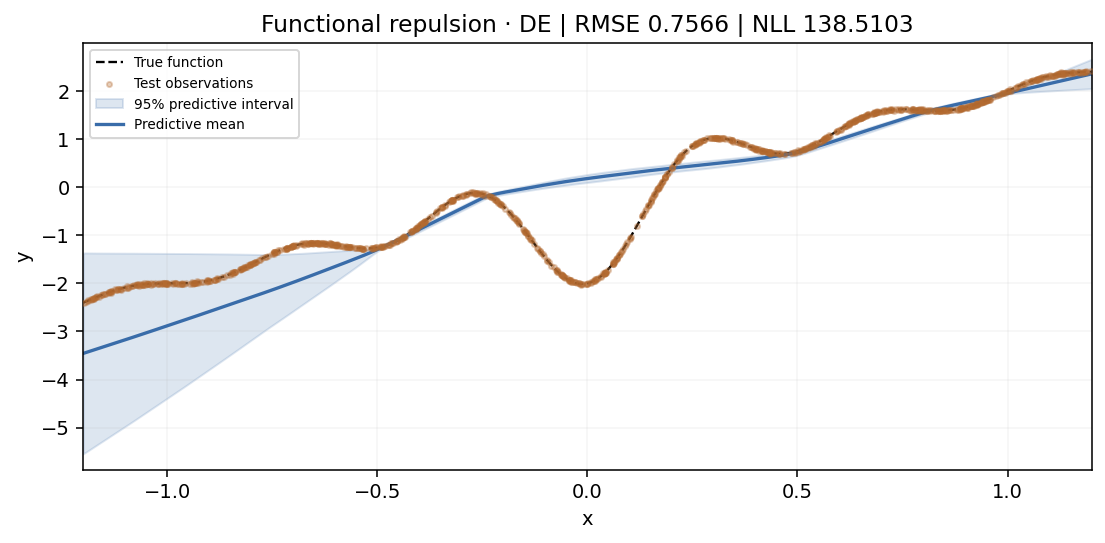 Functional repulsion · DE | RMSE 0.7566 | NLL 138.5103
True function
Test observations
95% predictive interval
Predictive mean
y
2
1
0
−1
−2
−3
−4
−5
−1.0 −0.5 0.0 0.5 1.0
x